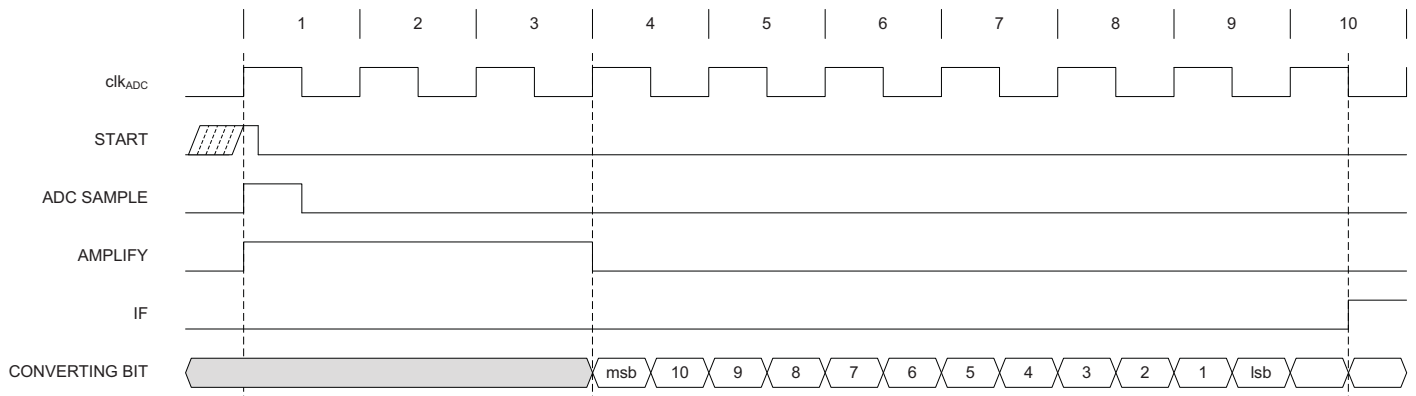 1 2 3 4 5 6 7 8 9 10
clkADC
START
ADC SAMPLE
AMPLIFY
IF
CONVERTING BIT msb 10 9 8 7 6 5 4 3 2 1 lsb